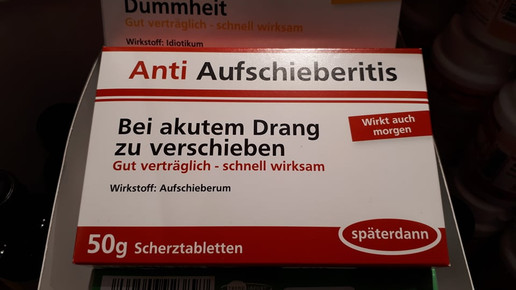 Dummheit
Gut verträglich - schnell wirksam
Wirkstoff: Idiotikum
Anti Aufschieberitis
Bei akutem Drang
zu verschieben
Wirkt auch
morgen
Gut verträglich - schnell wirksam
Wirkstoff: Aufschieberum
50g Scherztabletten
späterdann